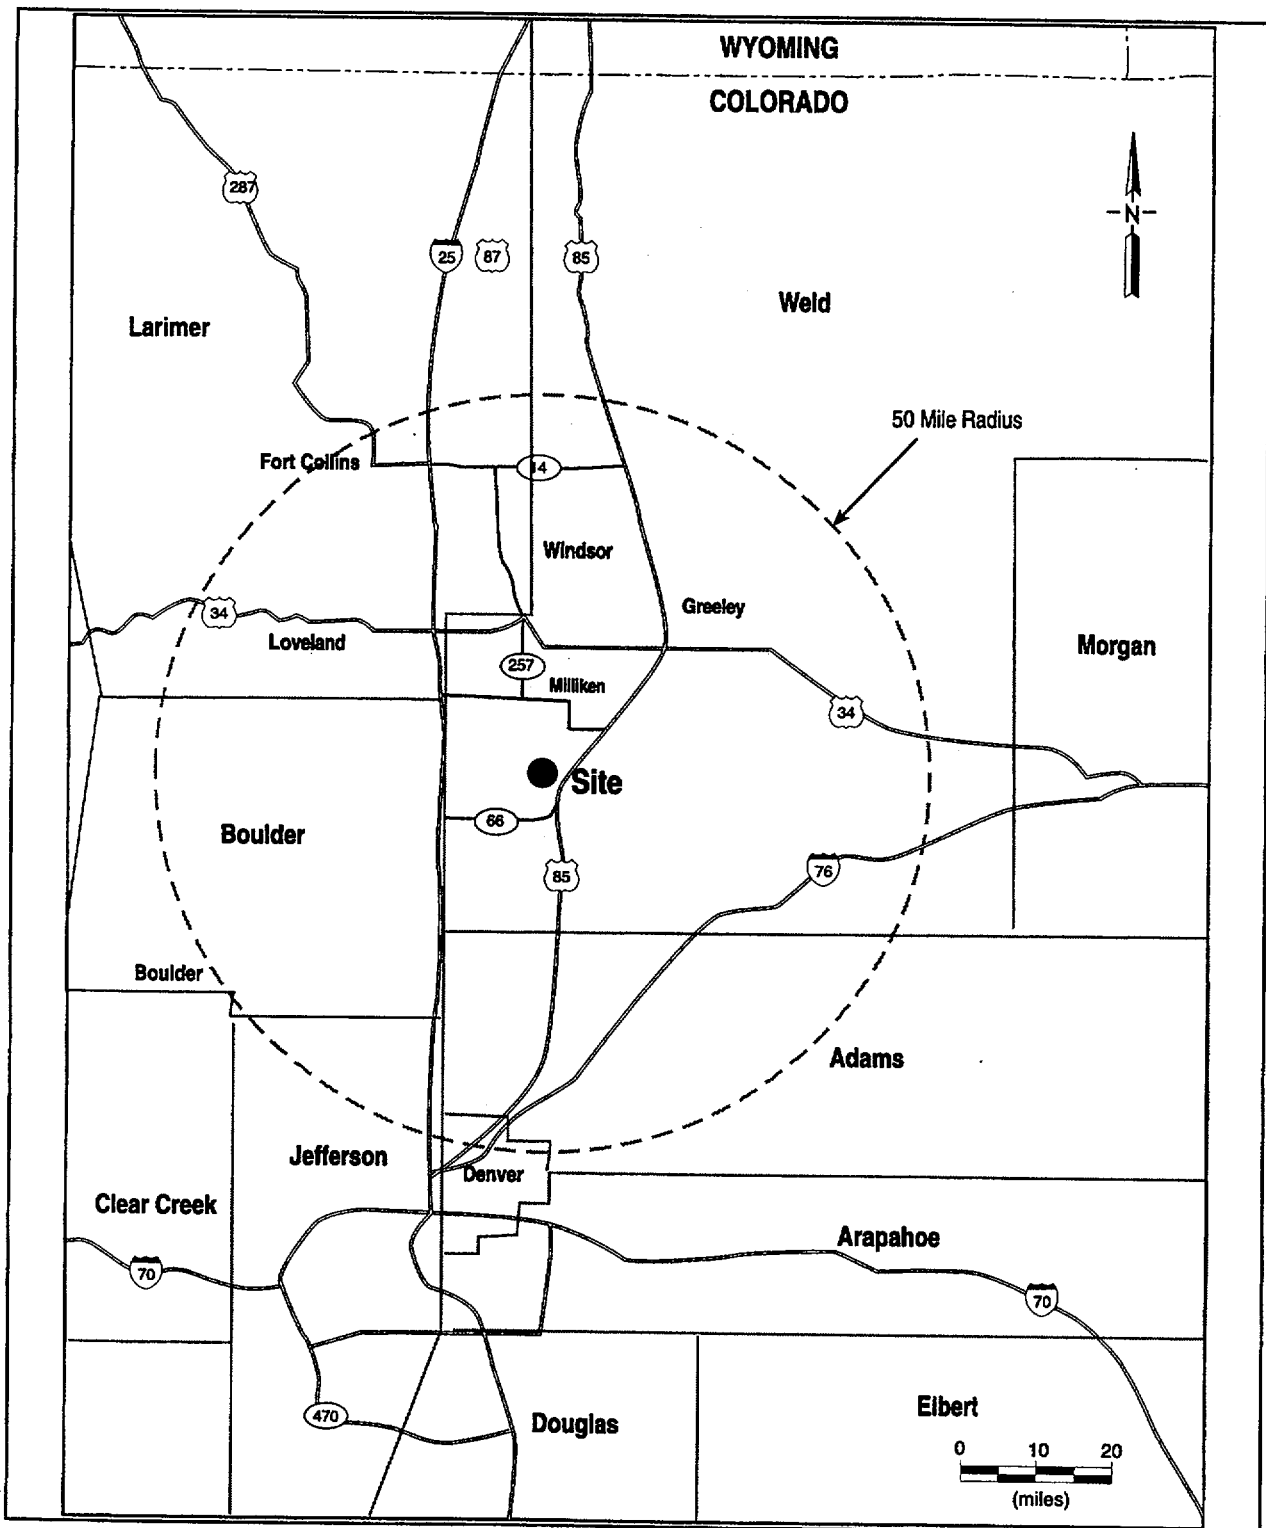 WYOMING
COLORADO
287
25
87
85
N
Weld
Larimer
50 Mile Radius
Fort Collins
14
Windsor
Greeley
34
Loveland
257
Morgan
Milliken
34
Site
66
Boulder
85
76
Boulder
Adams
Jefferson
Denver
Clear Creek
Arapahoe
70
70
Elbert
470
Douglas
0 10 20
(miles)